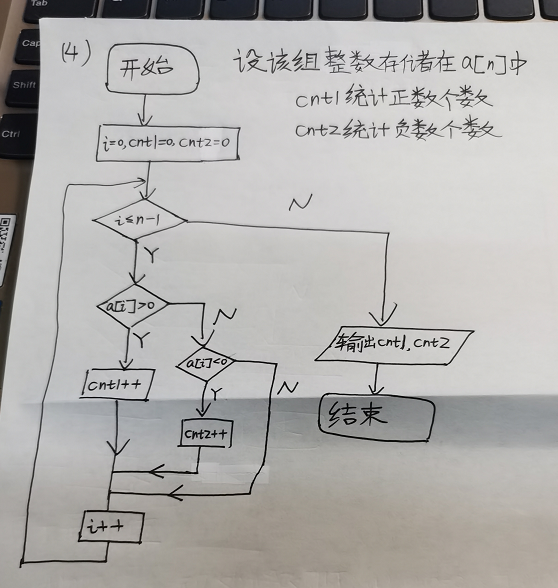 Tab
Cap
Shift
Ctrl
(4)
开始
设该组整数存储在a[n]中
cnt1统计正数个数
cnt2统计负数个数
i=0,cnt1=0,cnt2=0
i≤n-1
N
Y
a[i]>0
N
Y
a[i]<0
N
Y
输出cnt1,cnt2
cnt1++
cnt2++
结束
i++